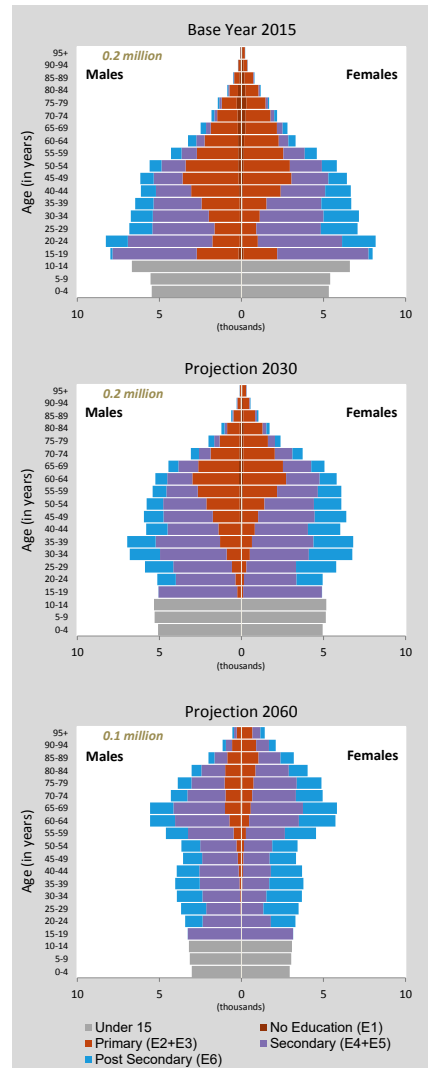 Base Year 2015
0.2 million
Males
Females
Age (in years)
95+
90-94
85-89
80-84
75-79
70-74
65-69
60-64
55-59
50-54
45-49
40-44
35-39
30-34
25-29
20-24
15-19
10-14
5-9
0-4
10 5 0 5 10
(thousands)
Projection 2030
0.2 million
Males
Females
Age (in years)
95+
90-94
85-89
80-84
75-79
70-74
65-69
60-64
55-59
50-54
45-49
40-44
35-39
30-34
25-29
20-24
15-19
10-14
5-9
0-4
10 5 0 5 10
(thousands)
Projection 2060
0.1 million
Males
Females
Age (in years)
95+
90-94
85-89
80-84
75-79
70-74
65-69
60-64
55-59
50-54
45-49
40-44
35-39
30-34
25-29
20-24
15-19
10-14
5-9
0-4
10 5 0 5 10
(thousands)
Under 15
No Education (E1)
Primary (E2+E3)
Secondary (E4+E5)
Post Secondary (E6)